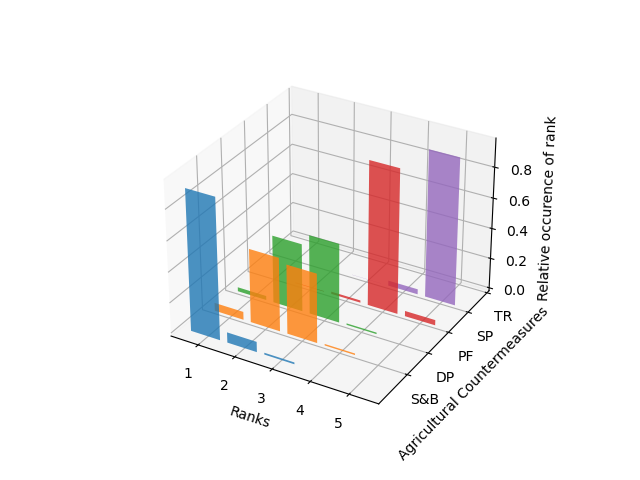 0.8
0.6
0.4
0.2
0.0
Relative occurence of rank
TR
SP
PF
DP
S&B
Agricultural Countermeasures
1
2
3
4
5
Ranks